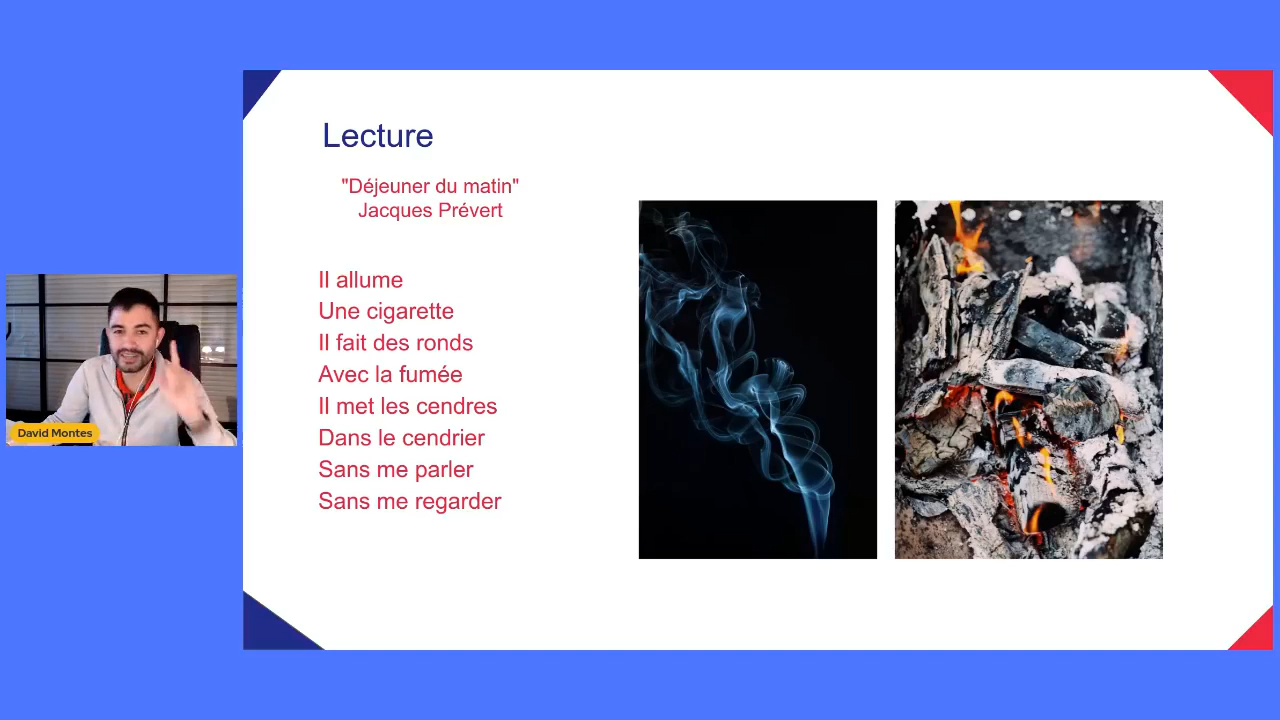 Lecture
"Déjeuner du matin"
Jacques Prévert
Il allume
Une cigarette
Il fait des ronds
Avec la fumée
Il met les cendres
Dans le cendrier
Sans me parler
Sans me regarder
David Montes